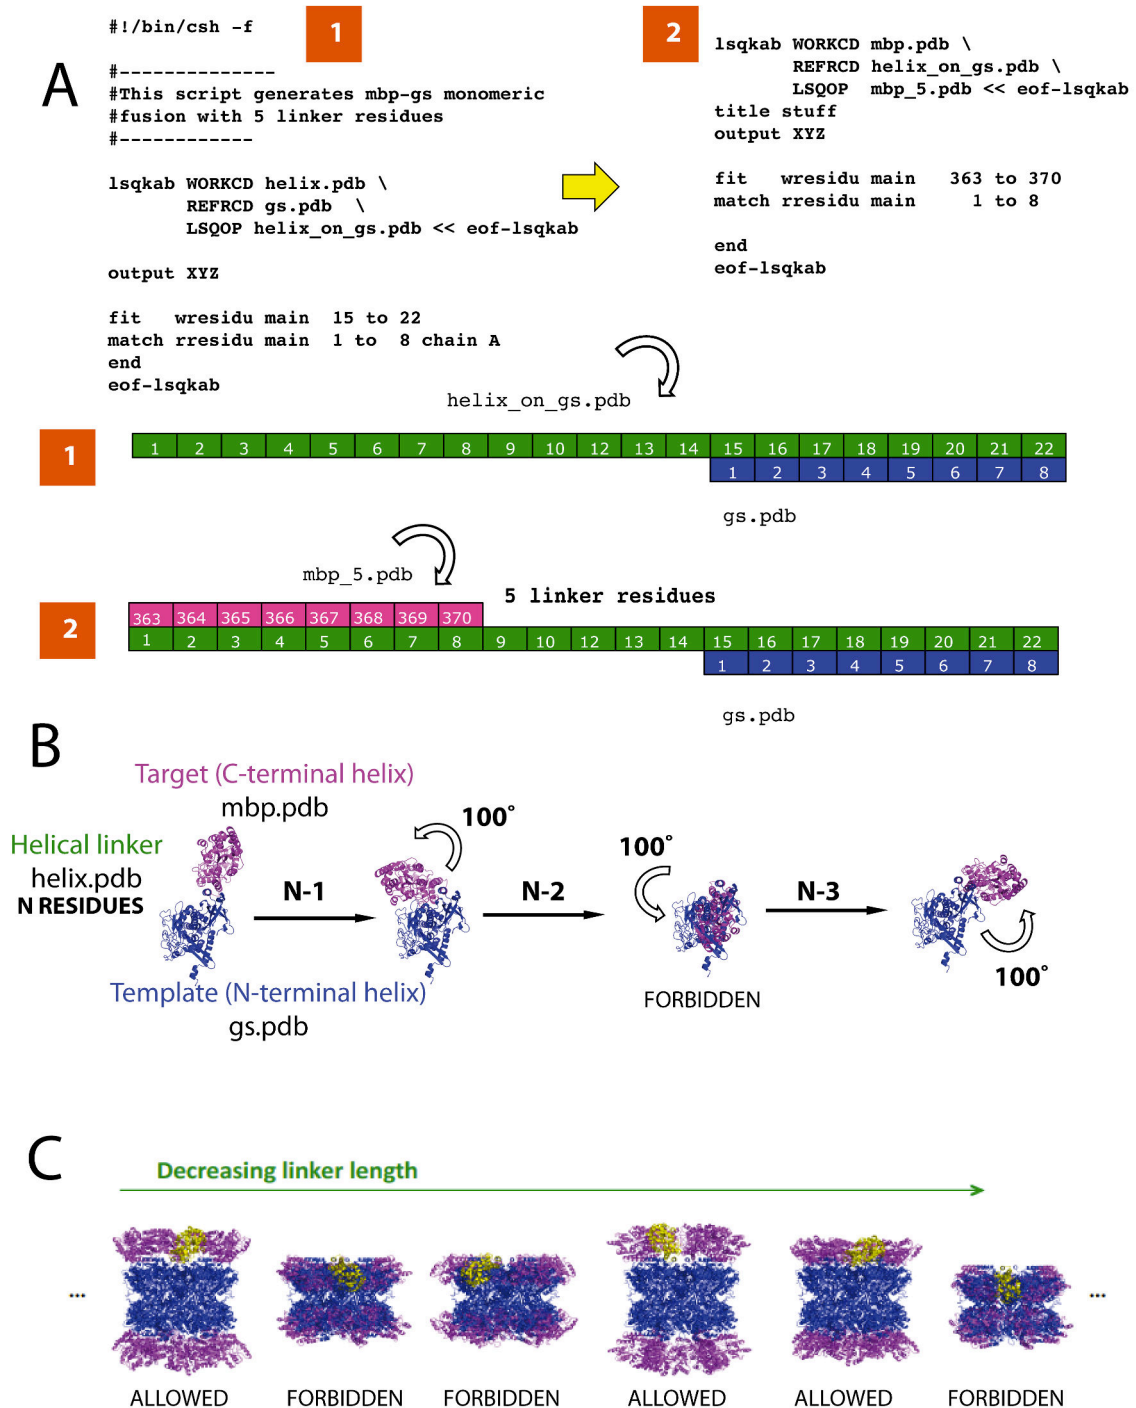 A
#!/bin/csh -f
1
#--------------
#This script generates mbp-gs monomeric
#fusion with 5 linker residues
#------------
lsqkab WORKCD helix.pdb \
REFRCD gs.pdb \
LSQOP helix_on_gs.pdb << eof-lsqkab
output XYZ
fit wresidu main 15 to 22
match rresidu main 1 to 8 chain A
end
eof-lsqkab
2
lsqkab WORKCD mbp.pdb \
REFRCD helix_on_gs.pdb \
LSQOP mbp_5.pdb << eof-lsqkab
title stuff
output XYZ
fit wresidu main 363 to 370
match rresidu main 1 to 8
end
eof-lsqkab
helix_on_gs.pdb
1
1 2 3 4 5 6 7 8 9 10 12 13 14 15 16 17 18 19 20 21 22
1 2 3 4 5 6 7 8
gs.pdb
mbp_5.pdb
5 linker residues
2
363 364 365 366 367 368 369 370
1 2 3 4 5 6 7 8 9 10 12 13 14 15 16 17 18 19 20 21 22
1 2 3 4 5 6 7 8
gs.pdb
B
Target (C-terminal helix)
mbp.pdb
Helical linker
helix.pdb
N RESIDUES
Template (N-terminal helix)
gs.pdb
N-1
100°
N-2
100°
FORBIDDEN
N-3
100°
C
Decreasing linker length
...
...
ALLOWED FORBIDDEN FORBIDDEN ALLOWED ALLOWED FORBIDDEN